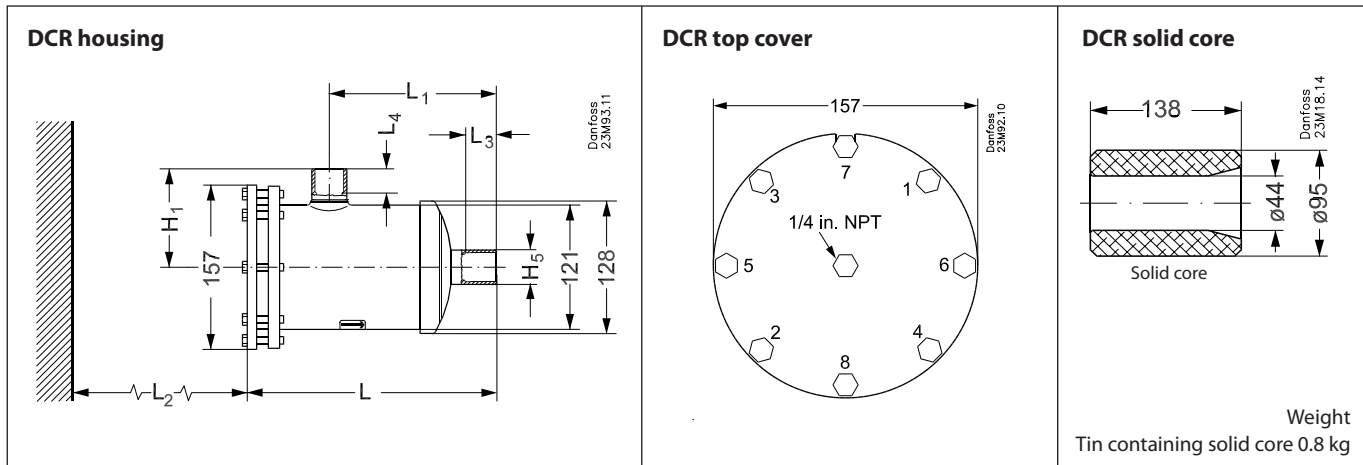 DCR housing
L1
L4
L3
Danfoss
23M93.11
H1
157
H5
121
128
L2
L
DCR top cover
157
Danfoss
23M92.10
7
3
1
1/4 in. NPT
5
6
2
4
8
DCR solid core
138
Danfoss
23M18.14
ø44
ø95
Solid core
Weight
Tin containing solid core 0.8 kg